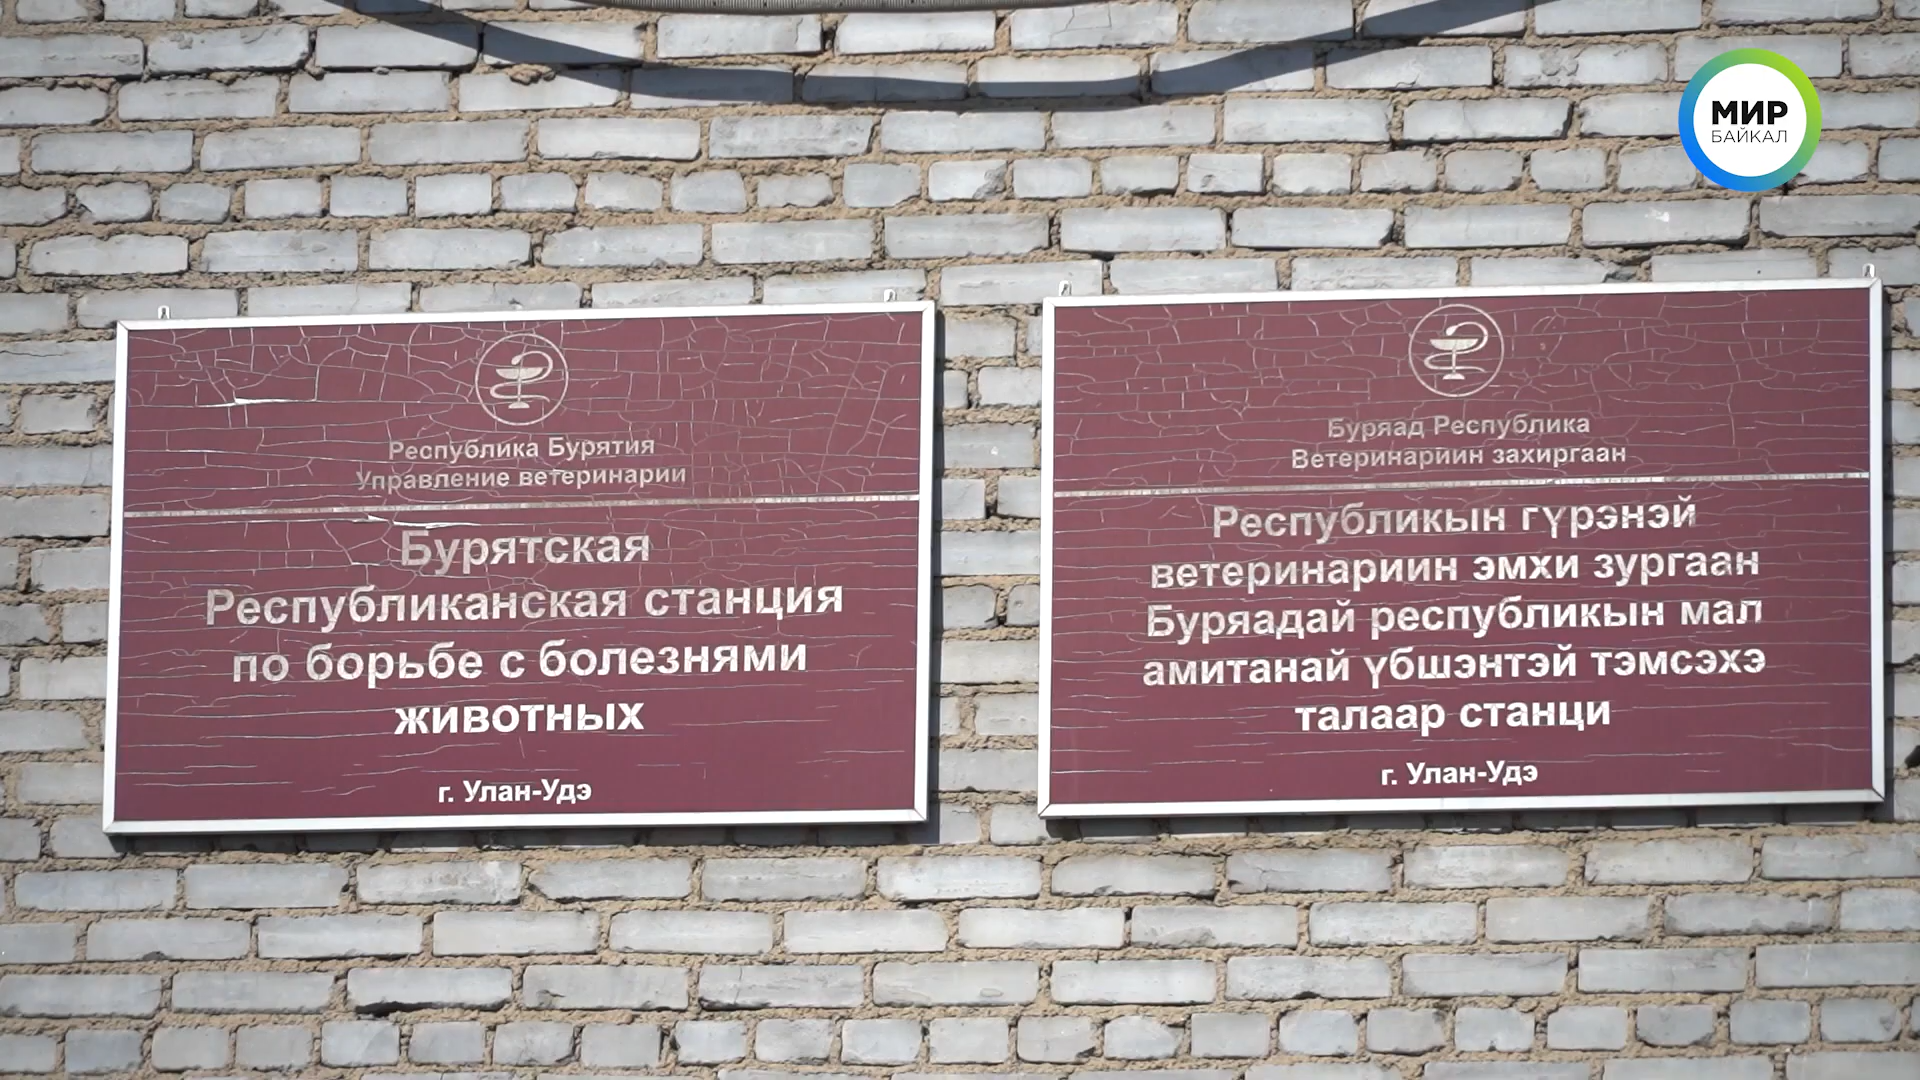 МИР
БАЙКАЛ
Республика Бурятия
Управление ветеринарии
Бурятская
Республиканская станция
по борьбе с болезнями
животных
г. Улан-Удэ
Буряад Республика
Ветеринариин захиргаан
Республикын гүрэнэй
ветеринариин эмхи зургаан
Буряадай республикын мал
амитанай үбшэнтэй тэмсэхэ
талаар станци
г. Улан-Удэ